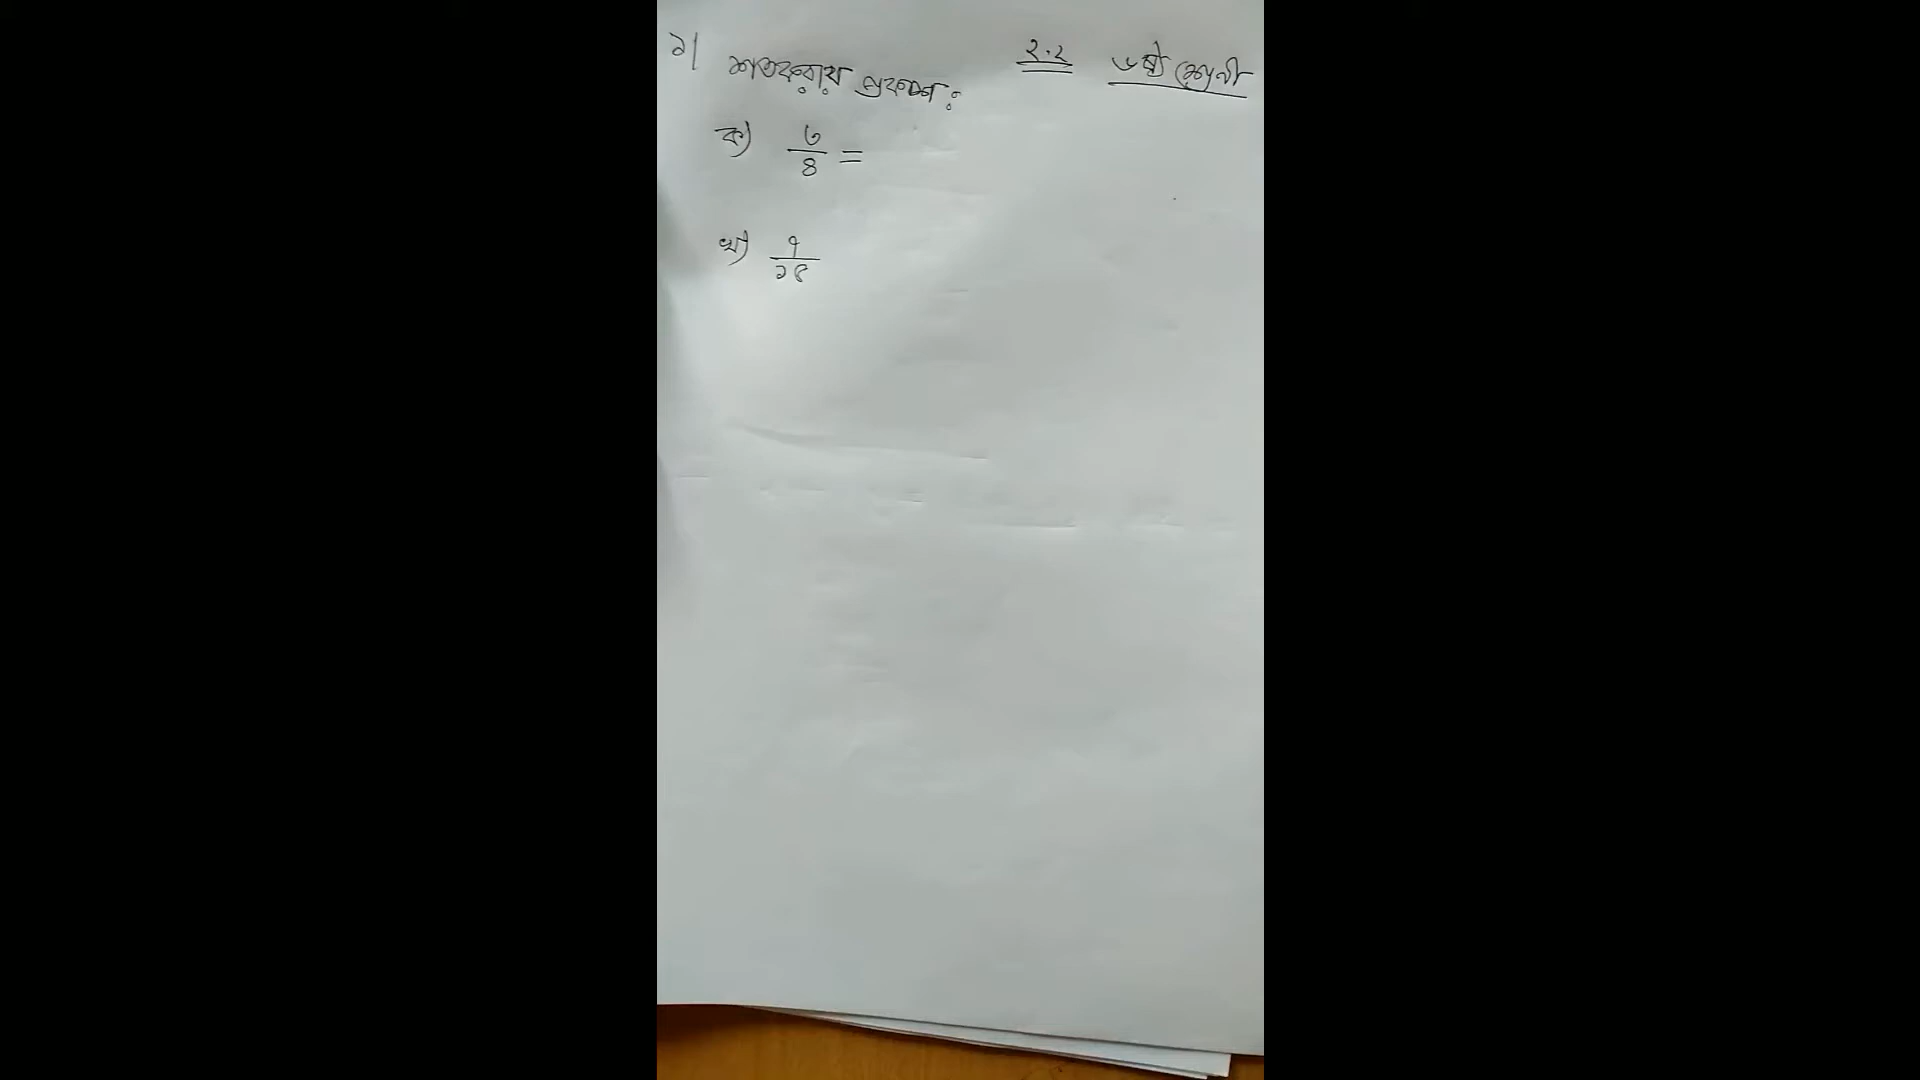 ১। শতকরায় প্রকাশ: ২.২ ৬ষ্ঠ শ্রেণী
ক) ৩/৪ =
খ) ৭/১৫